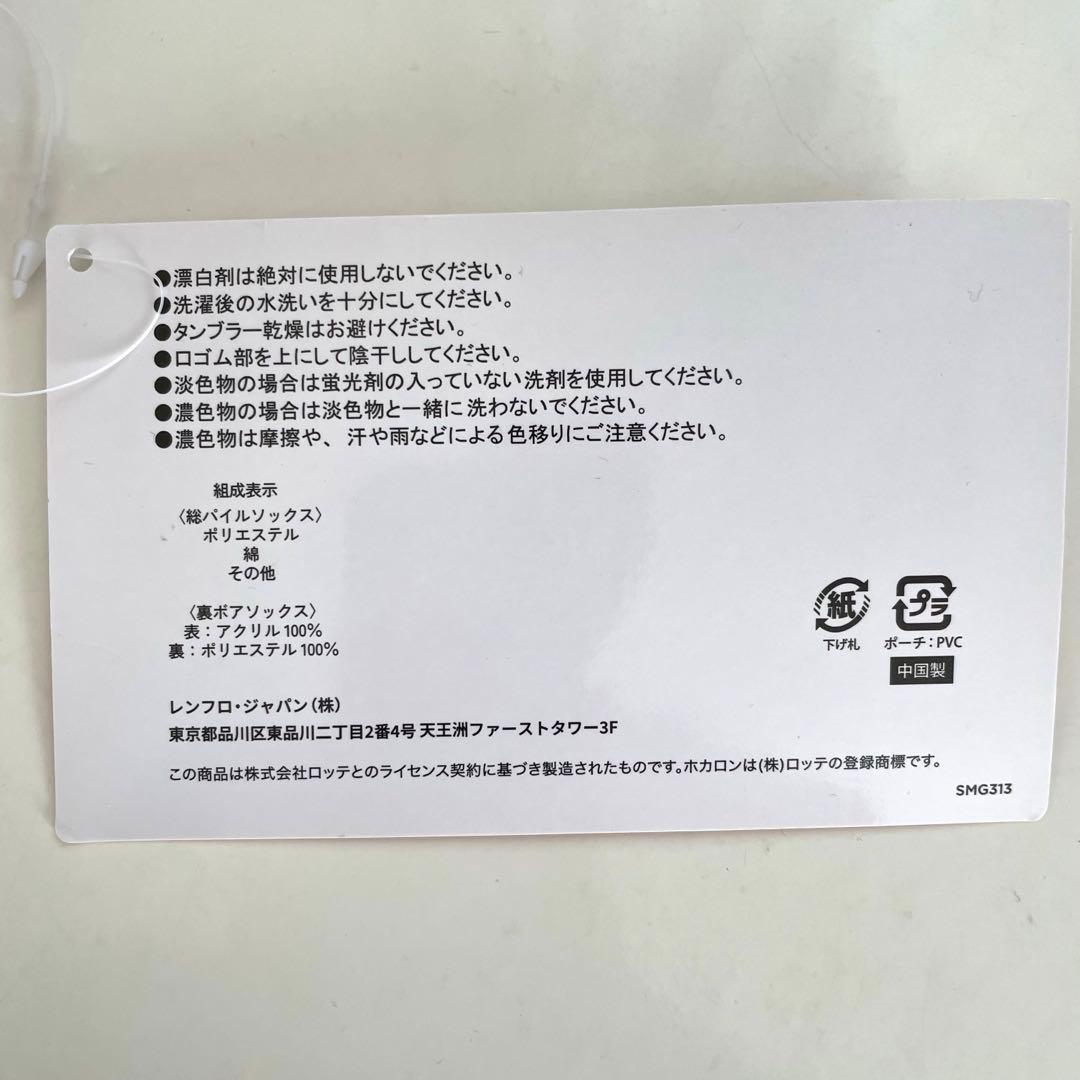 ●漂白剤は絶対に使用しないでください。
●洗濯後の水洗いを十分にしてください。
●タンブラー乾燥はお避けください。
●口ゴム部を上にして陰干ししてください。
●淡色物の場合は蛍光剤の入っていない洗剤を使用してください。
●濃色物の場合は淡色物と一緒に洗わないでください。
●濃色物は摩擦や、汗や雨などによる色移りにご注意ください。
組成表示
〈総パイルソックス〉
ポリエステル
綿
その他
〈裏ボアソックス〉
表：アクリル100%
裏：ポリエステル100%
紙
下げ札
プラ
ポーチ：PVC
中国製
レンフロ・ジャパン（株）
東京都品川区東品川二丁目2番4号 天王洲ファーストタワー3F
この商品は株式会社ロッテとのライセンス契約に基づき製造されたものです。ホカロンは(株)ロッテの登録商標です。
SMG313